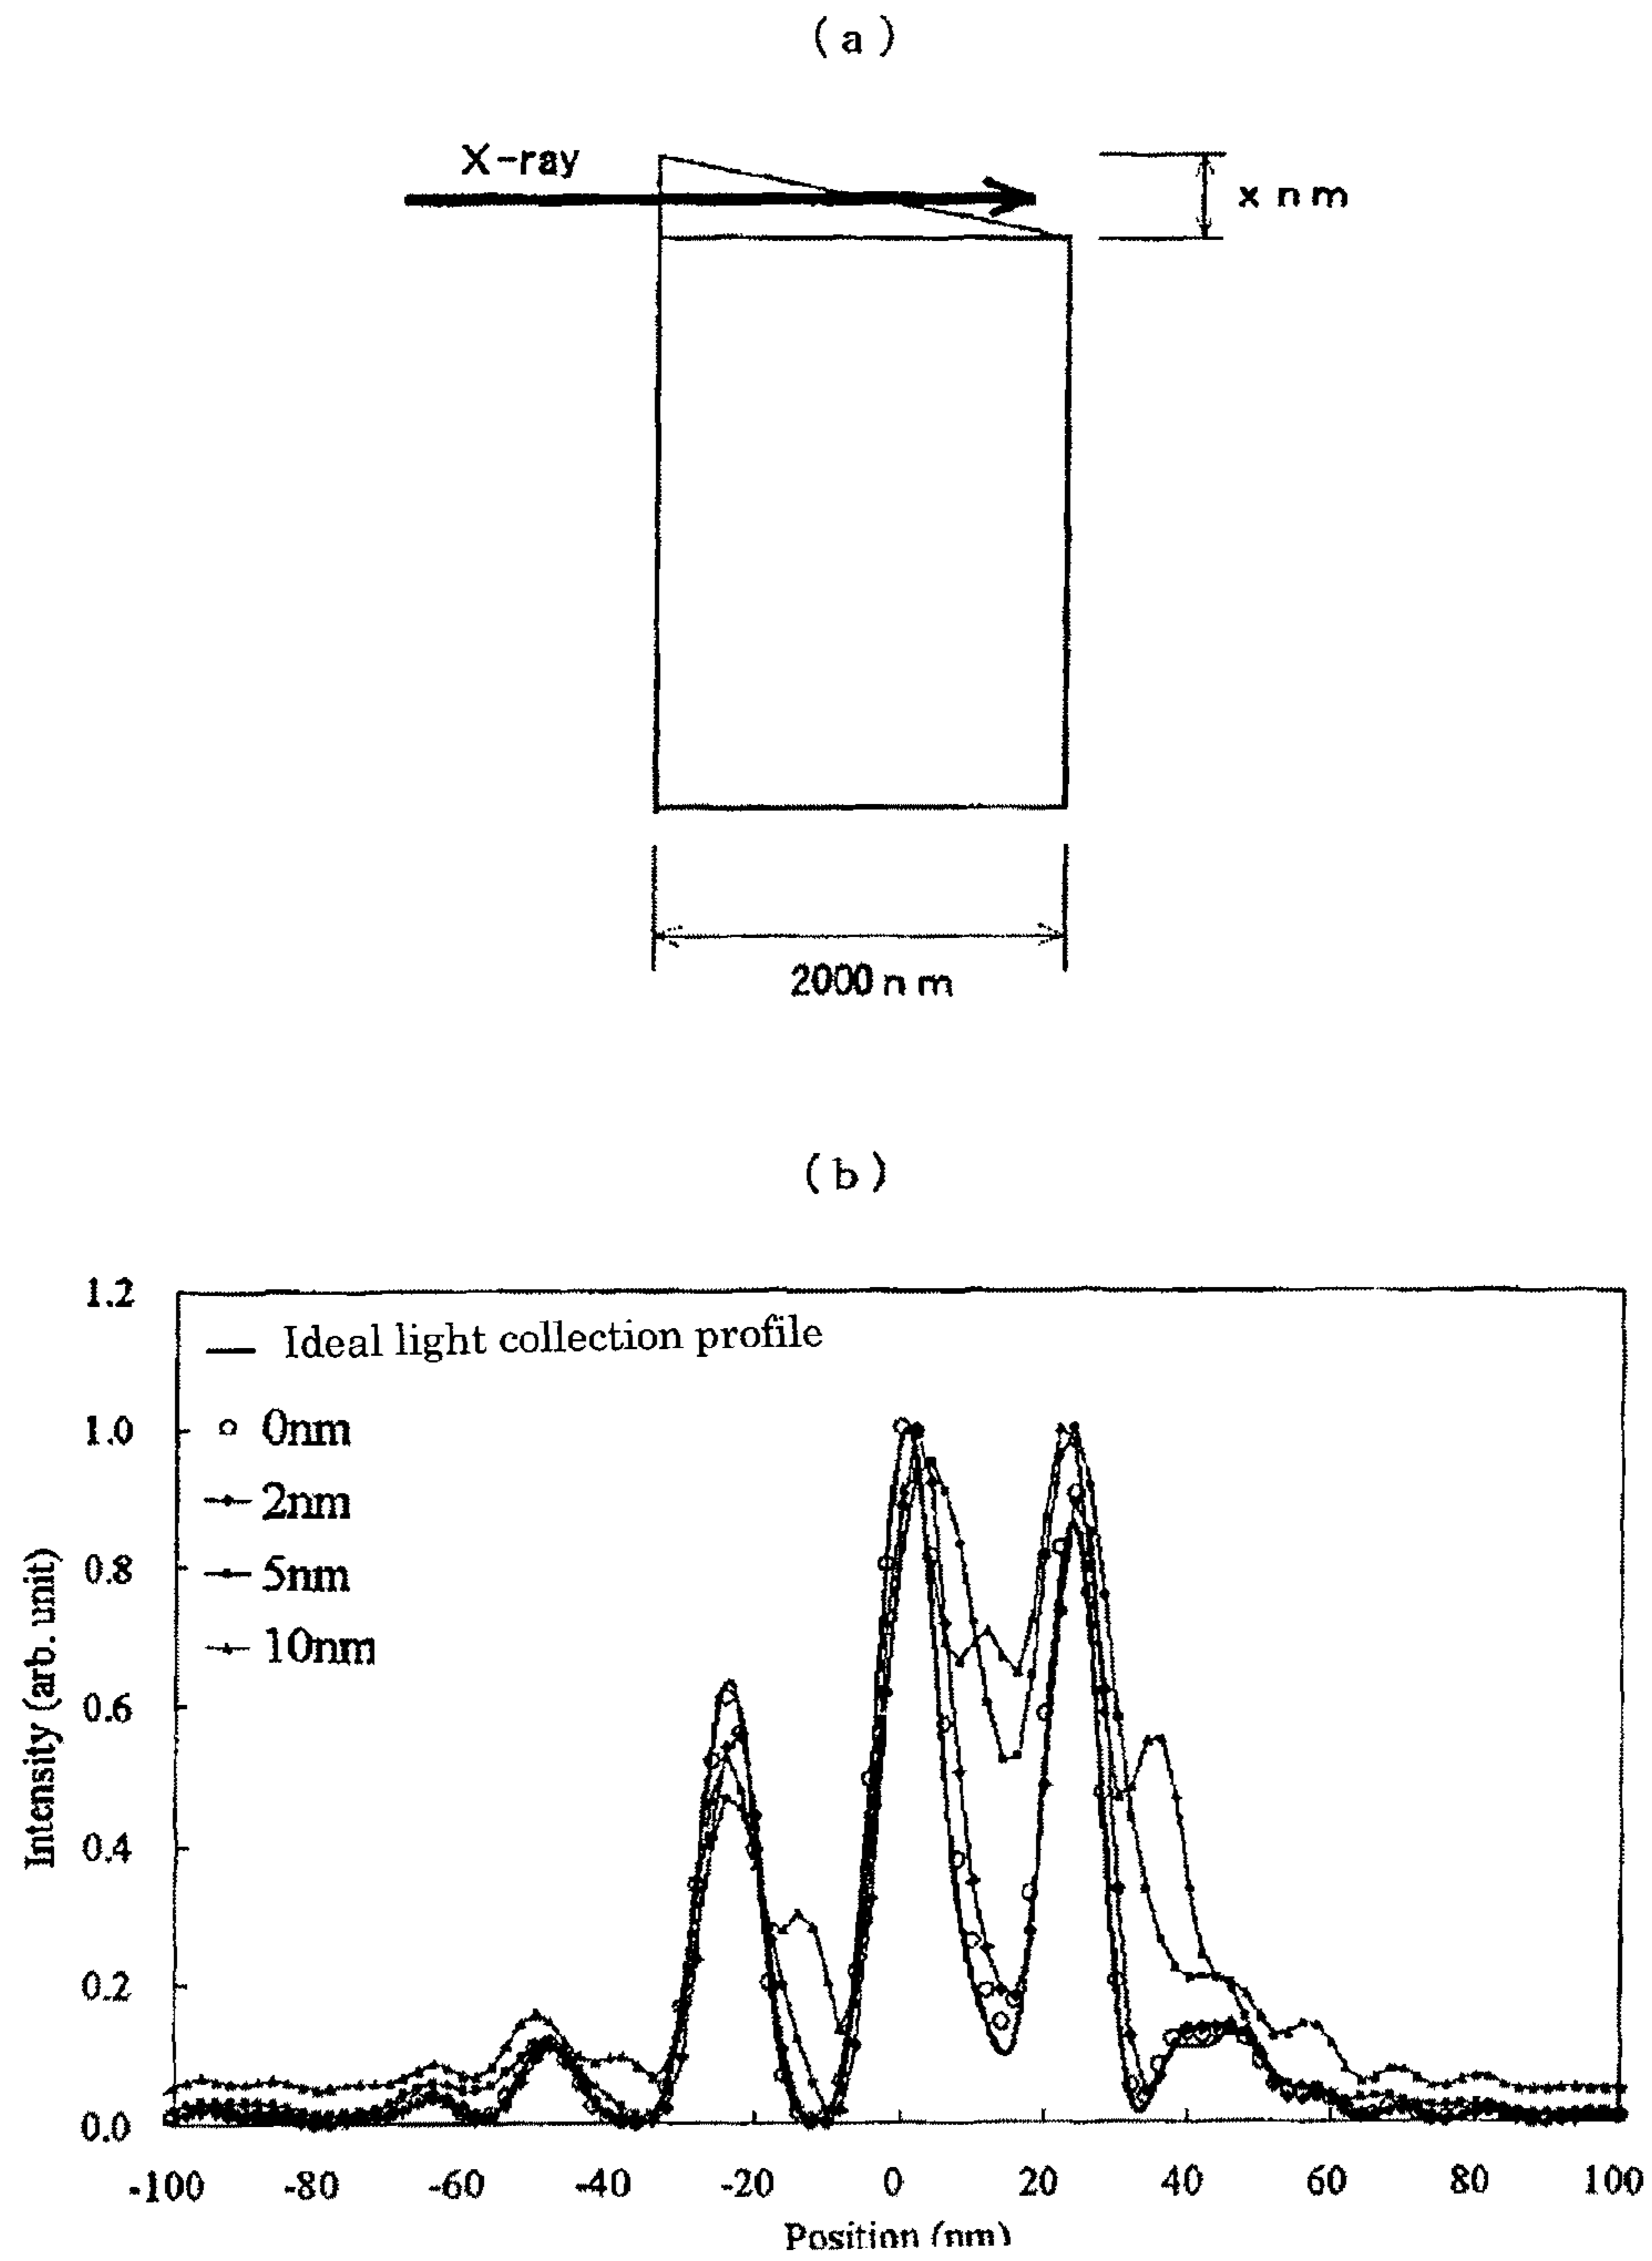 (a)
X-ray
x nm
2000nm
(b)
1.2
1.0
0.8
0.6
0.4
0.2
0.0
Intensity (arb. unit)
Ideal light collection profile
0nm
2nm
5nm
10nm
-100 -80 -60 -40 -20 0 20 40 60 80 100
Position (nm)